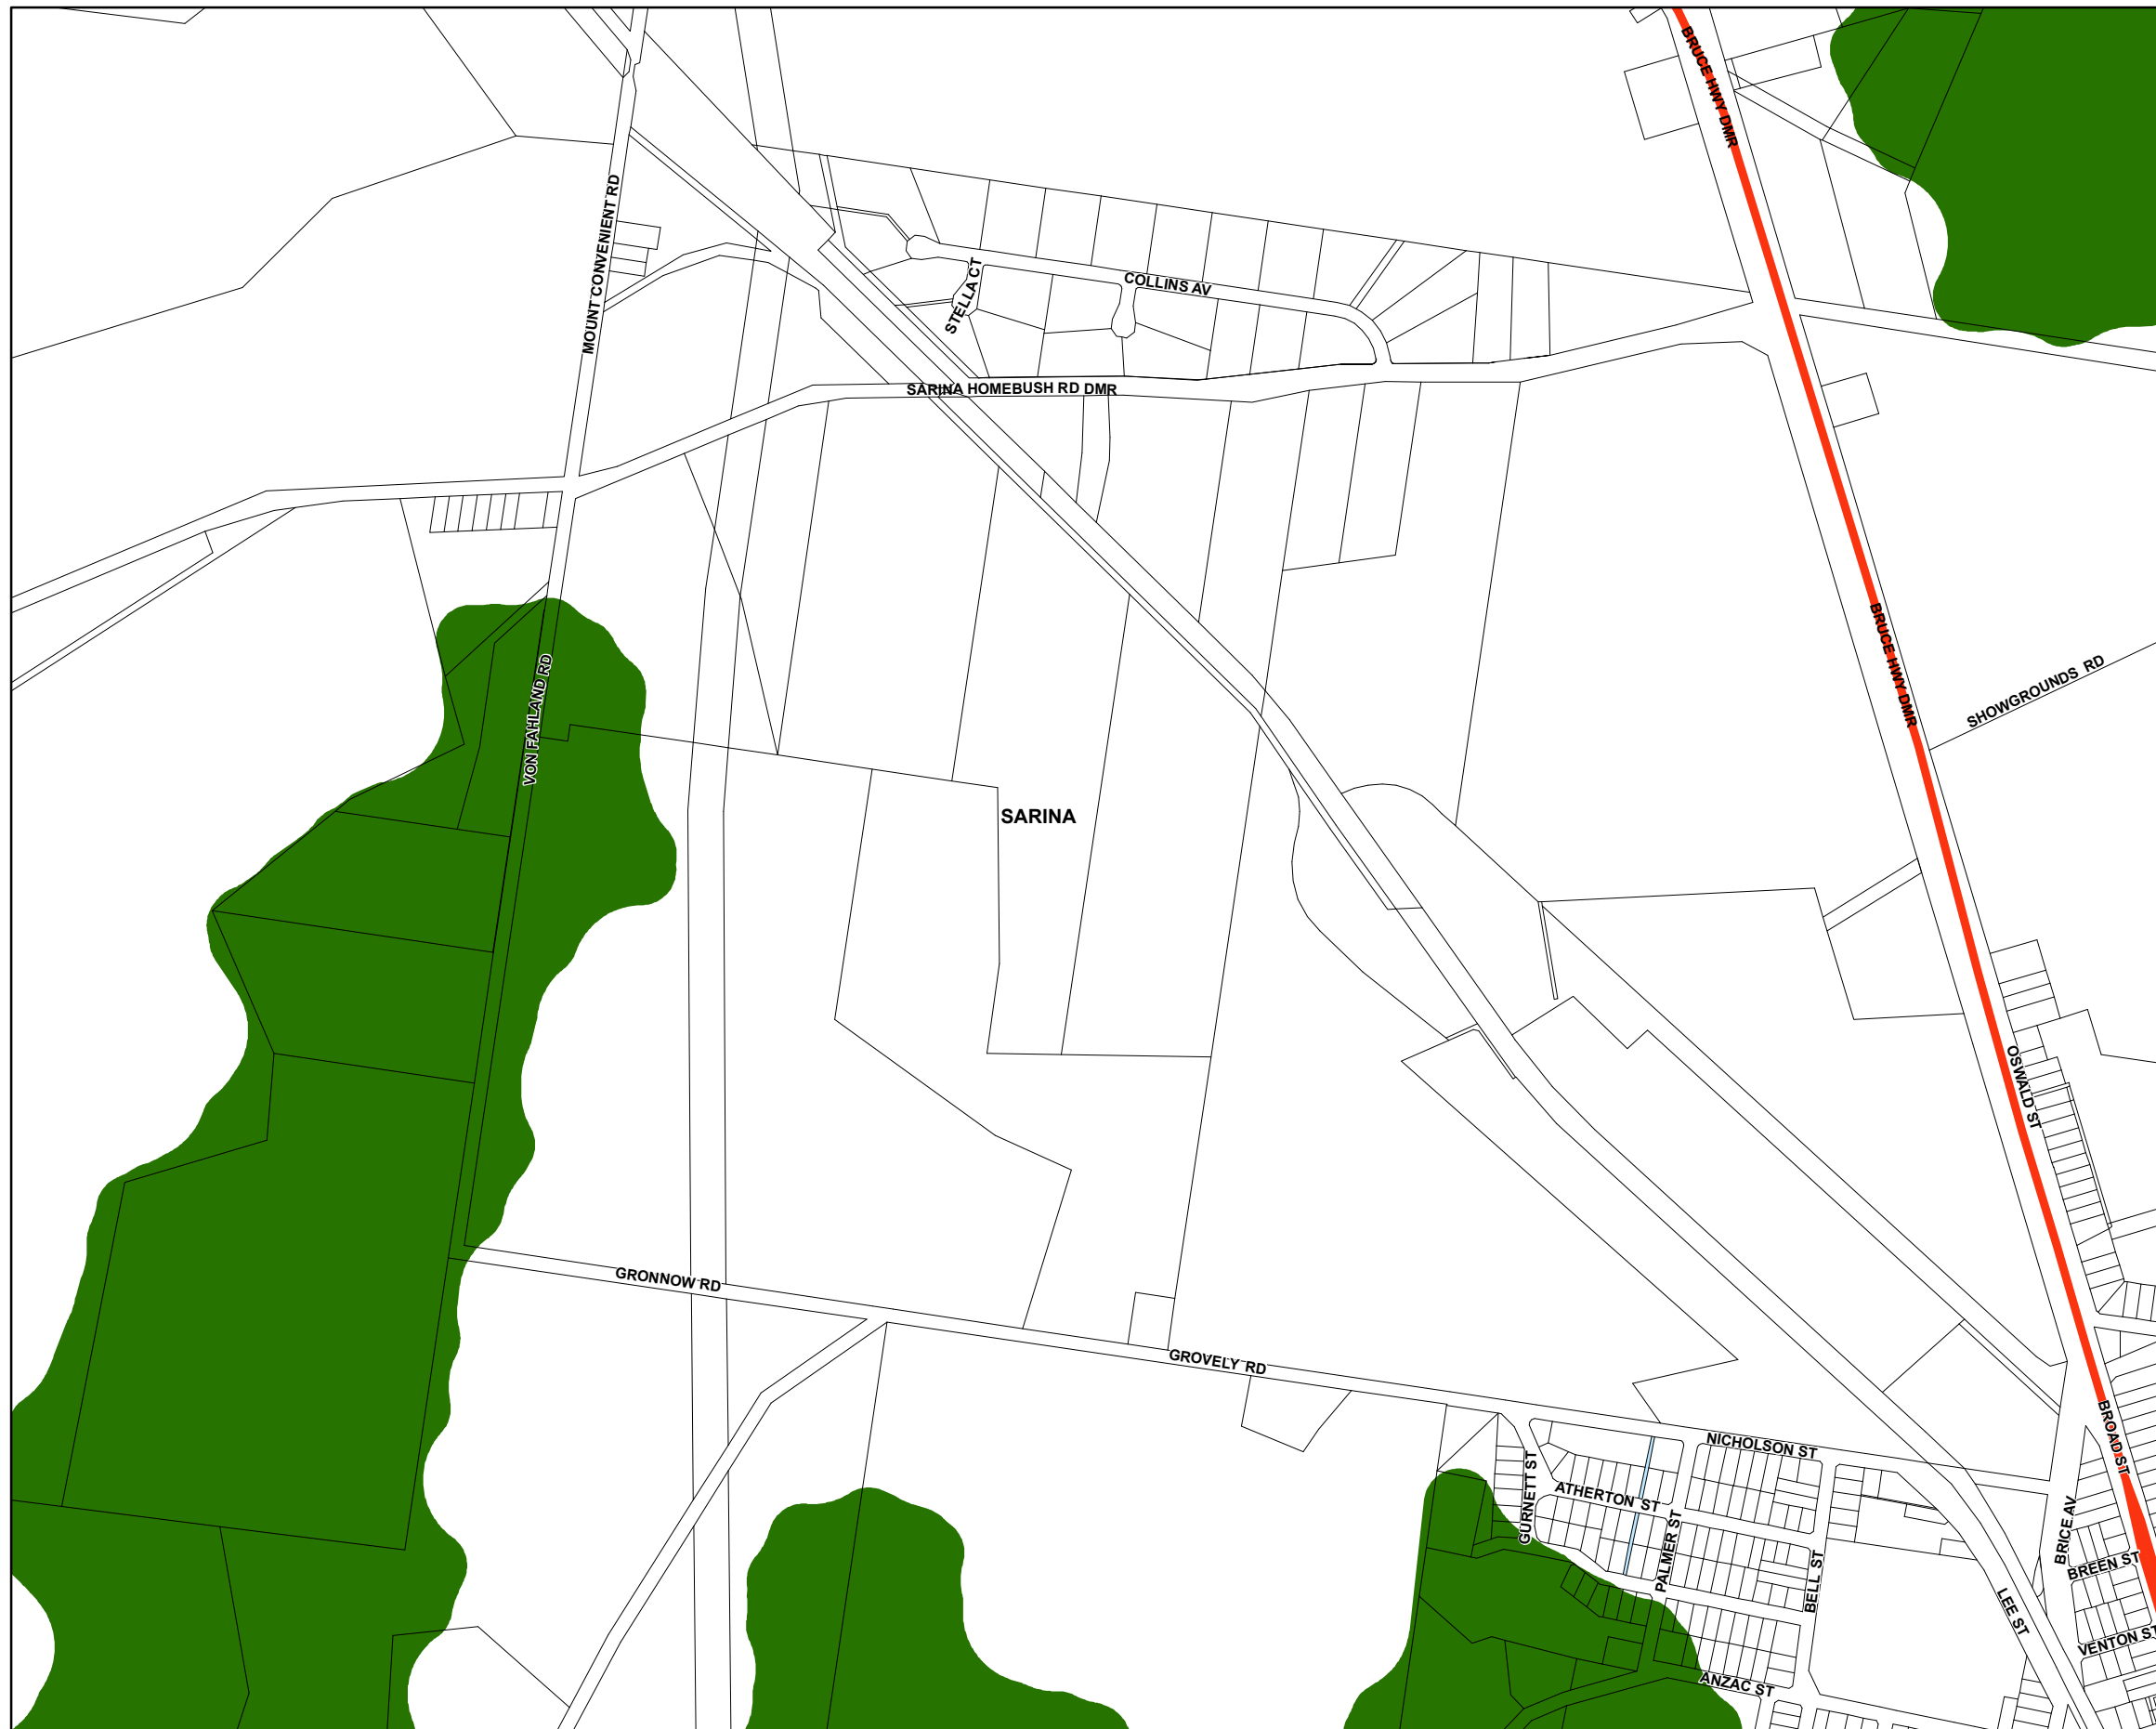 BRUCE HWY DMR
MOUNT CONVENIENT RD
STELLA CT
COLLINS AV
SARINA HOMEBUSH RD DMR
BRUCE HWY DMR
SHOWGROUNDS RD
VON FAHLAND RD
SARINA
OSWALD ST
GRONNOW RD
GROVELY RD
BROAD ST
NICHOLSON ST
GURNETT ST
ATHERTON ST
PALMER ST
BELL ST
BRICE AV
BREEN ST
LEE ST
VENTON ST
ANZAC ST